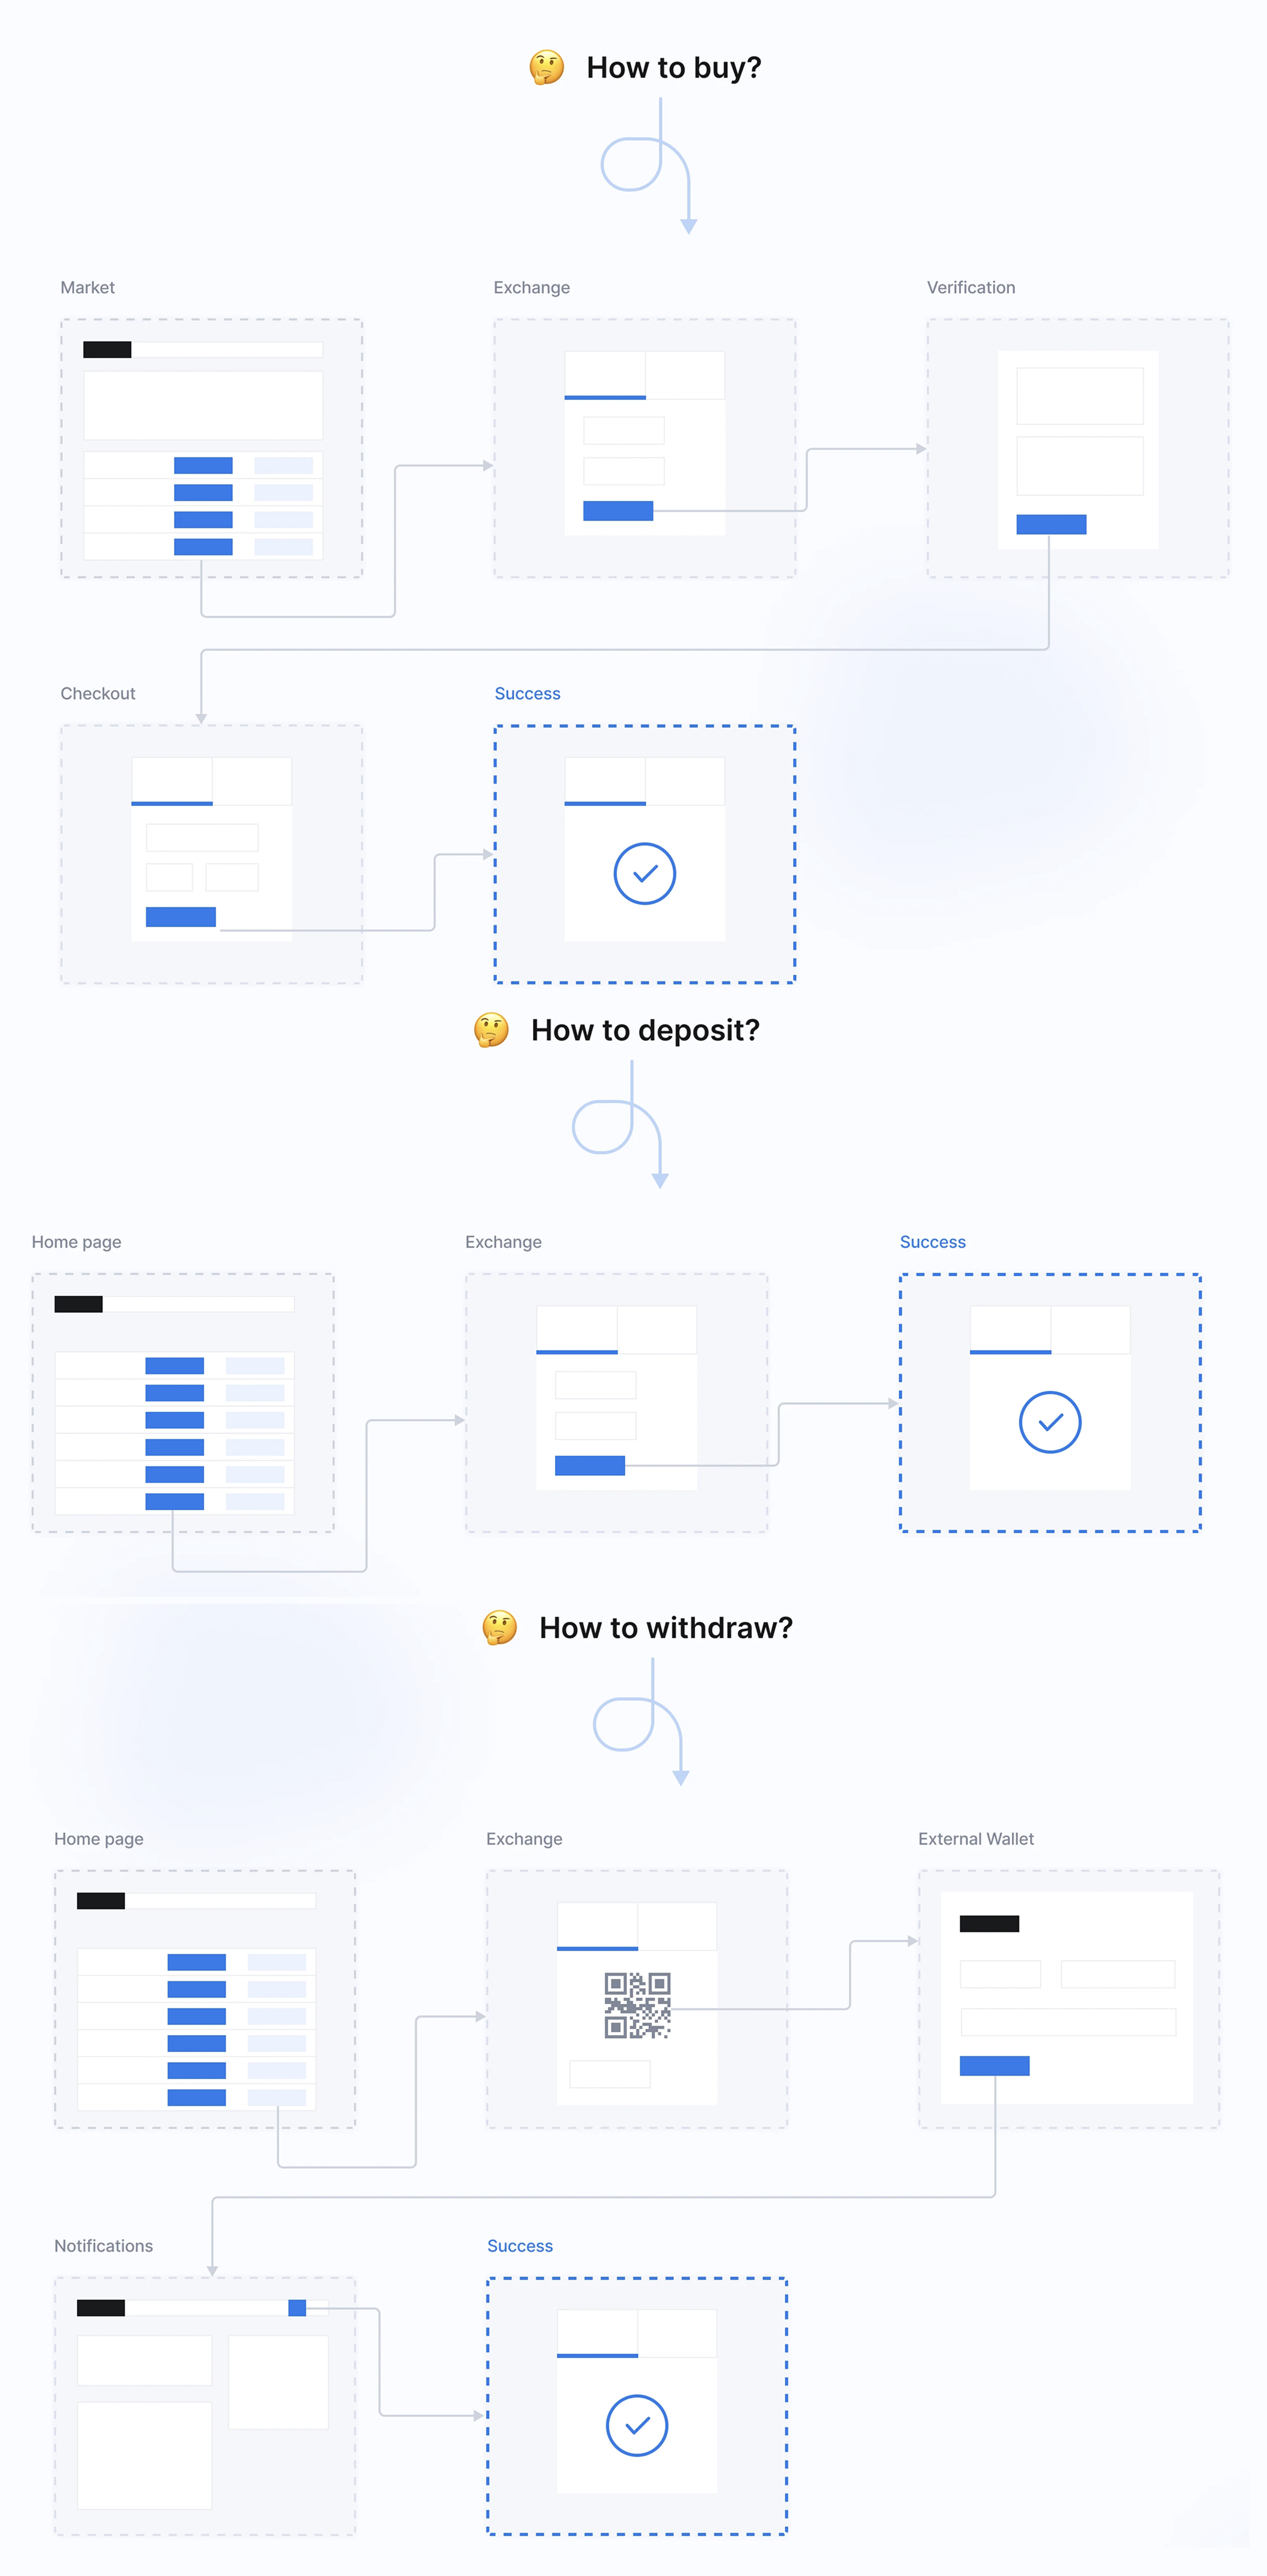 How to buy?
Market
Exchange
Verification
Checkout
Success
How to deposit?
Home page
Exchange
Success
How to withdraw?
Home page
Exchange
External Wallet
Notifications
Success